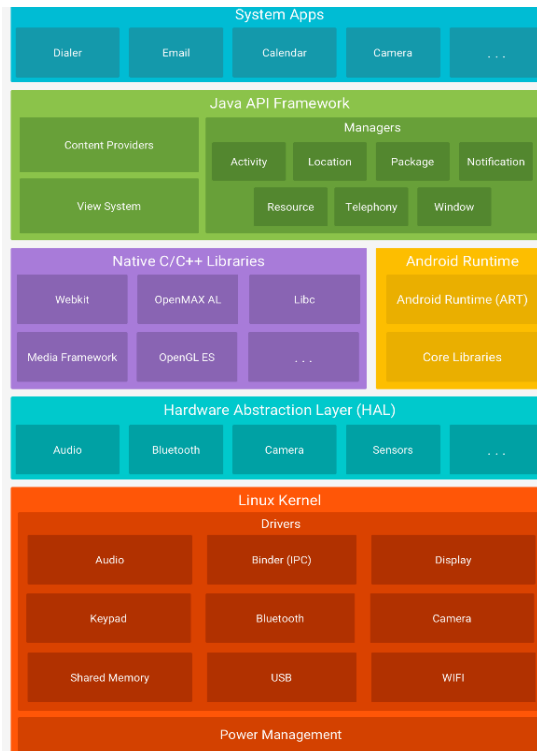 System Apps
Dialer
Email
Calendar
Camera
. . .
Java API Framework
Content Providers
View System
Managers
Activity
Location
Package
Notification
Resource
Telephony
Window
Native C/C++ Libraries
Webkit
OpenMAX AL
Libc
Media Framework
OpenGL ES
. . .
Android Runtime
Android Runtime (ART)
Core Libraries
Hardware Abstraction Layer (HAL)
Audio
Bluetooth
Camera
Sensors
. . .
Linux Kernel
Drivers
Audio
Binder (IPC)
Display
Keypad
Bluetooth
Camera
Shared Memory
USB
WIFI
Power Management